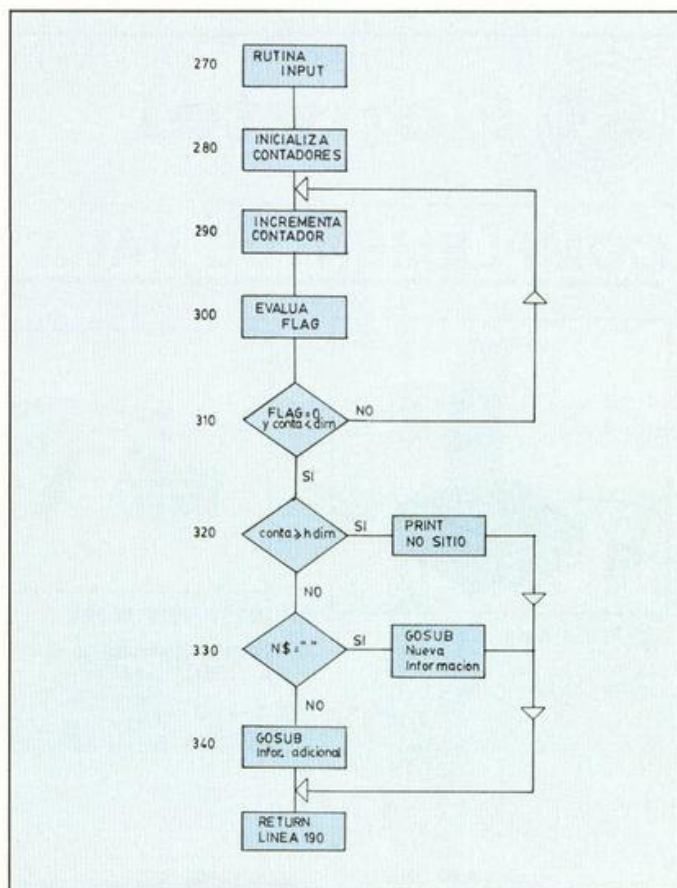 270
RUTINA
INPUT
280
INICIALIZA
CONTADORES
290
INCREMENTA
CONTADOR
300
EVALUA
FLAG
310
FLAG=0
y conta<dim
NO
SI
320
conta≥hdim
SI
PRINT
NO SITIO
NO
330
N$=" "
SI
GOSUB
Nueva
Informacion
NO
340
GOSUB
Infor. adicional
RETURN
LINEA 190